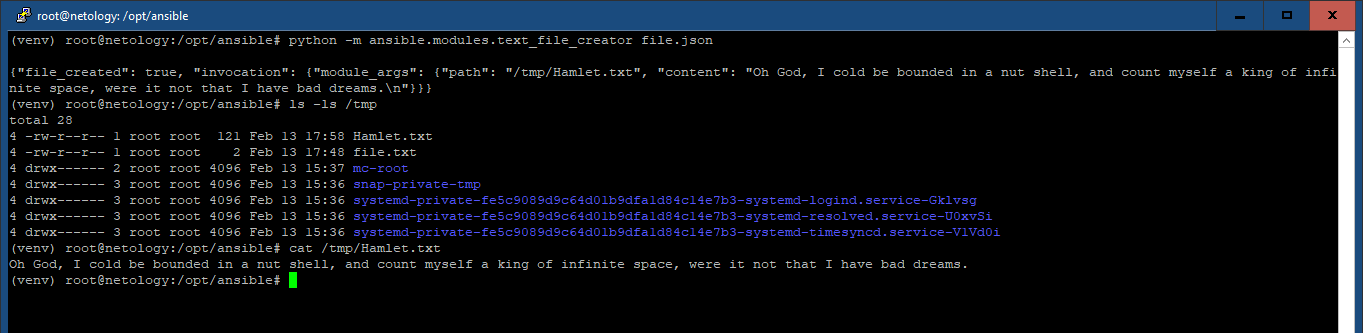 root@netology: /opt/ansible
(venv) root@netology:/opt/ansible# python -m ansible.modules.text_file_creator file.json
{"file_created": true, "invocation": {"module_args": {"path": "/tmp/Hamlet.txt", "content": "Oh God, I cold be bounded in a nut shell, and count myself a king of infi
nite space, were it not that I have bad dreams.\n"}}}
(venv) root@netology:/opt/ansible# ls -ls /tmp
total 28
4 -rw-r--r-- 1 root root  121 Feb 13 17:58 Hamlet.txt
4 -rw-r--r-- 1 root root    2 Feb 13 17:48 file.txt
4 drwx------ 2 root root 4096 Feb 13 15:37 mc-root
4 drwx------ 3 root root 4096 Feb 13 15:36 snap-private-tmp
4 drwx------ 3 root root 4096 Feb 13 15:36 systemd-private-fe5c9089d9c64d01b9dfa1d84c14e7b3-systemd-logind.service-Gklvsg
4 drwx------ 3 root root 4096 Feb 13 15:36 systemd-private-fe5c9089d9c64d01b9dfa1d84c14e7b3-systemd-resolved.service-U0xvSi
4 drwx------ 3 root root 4096 Feb 13 15:36 systemd-private-fe5c9089d9c64d01b9dfa1d84c14e7b3-systemd-timesyncd.service-V1Vd0i
(venv) root@netology:/opt/ansible# cat /tmp/Hamlet.txt
Oh God, I cold be bounded in a nut shell, and count myself a king of infinite space, were it not that I have bad dreams.
(venv) root@netology:/opt/ansible#